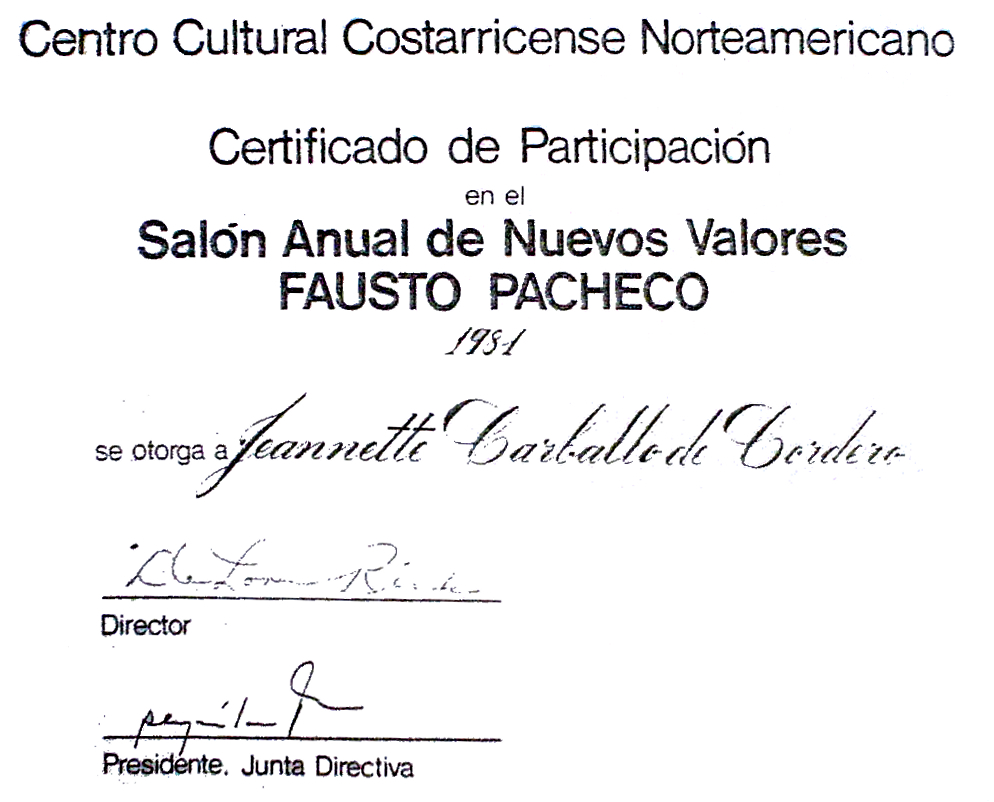 Centro Cultural Costarricense Norteamericano
Certificado de Participación
en el
Salón Anual de Nuevos Valores
FAUSTO PACHECO
1981
se otorga a Jeannette Carballo de Cordero
Director
Presidente. Junta Directiva